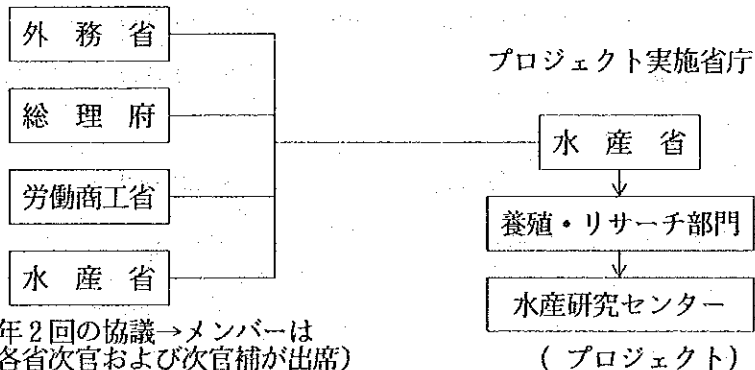 外務省
総理府
労働商工省
水産省
年2回の協議→メンバーは
各省次官および次官補が出席)
プロジェクト実施省庁
水産省
養殖・リサーチ部門
水産研究センター
(プロジェクト)